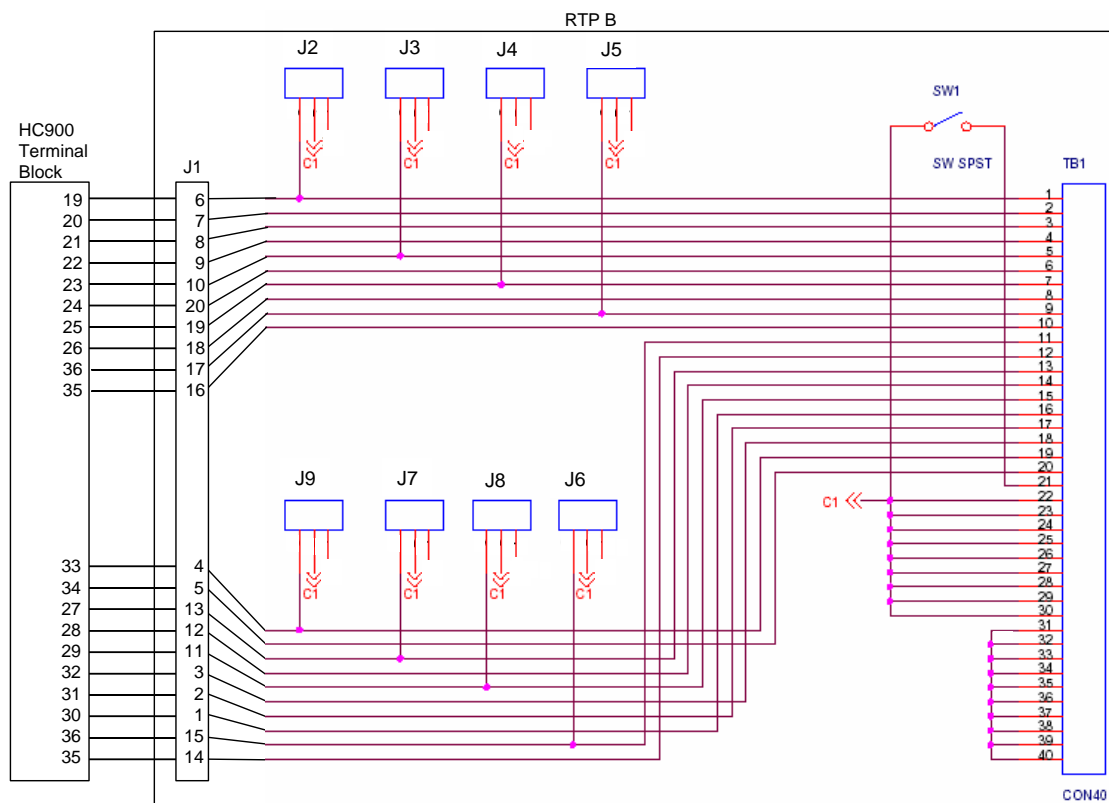 RTP B
J2 J3 J4 J5
SW1
HC900
Terminal
Block
J1
SW SPST
TB1
C1 C1 C1 C1
19 6 1
20 7 2
21 8 3
22 9 4
23 10 5
24 20 6
25 19 7
26 18 8
36 17 9
35 16 10
11
12
13
14
15
16
17
18
19
20
21
J9 J7 J8 J6
C1
22
23
24
25
26
27
28
29
30
C1 C1 C1 C1
33 4
34 5
27 13
28 12
29 11
32 3
31 2
30 1
36 15
35 14
31
32
33
34
35
36
37
38
39
40
CON40